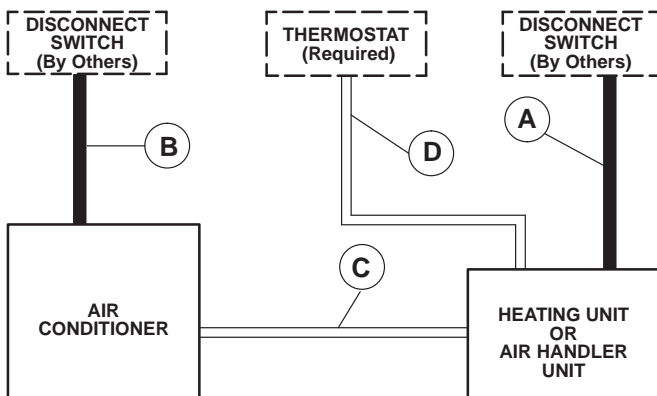 DISCONNECT
SWITCH
(By Others)
THERMOSTAT
(Required)
DISCONNECT
SWITCH
(By Others)
B
D
A
C
AIR
CONDITIONER
HEATING UNIT
OR
AIR HANDLER
UNIT